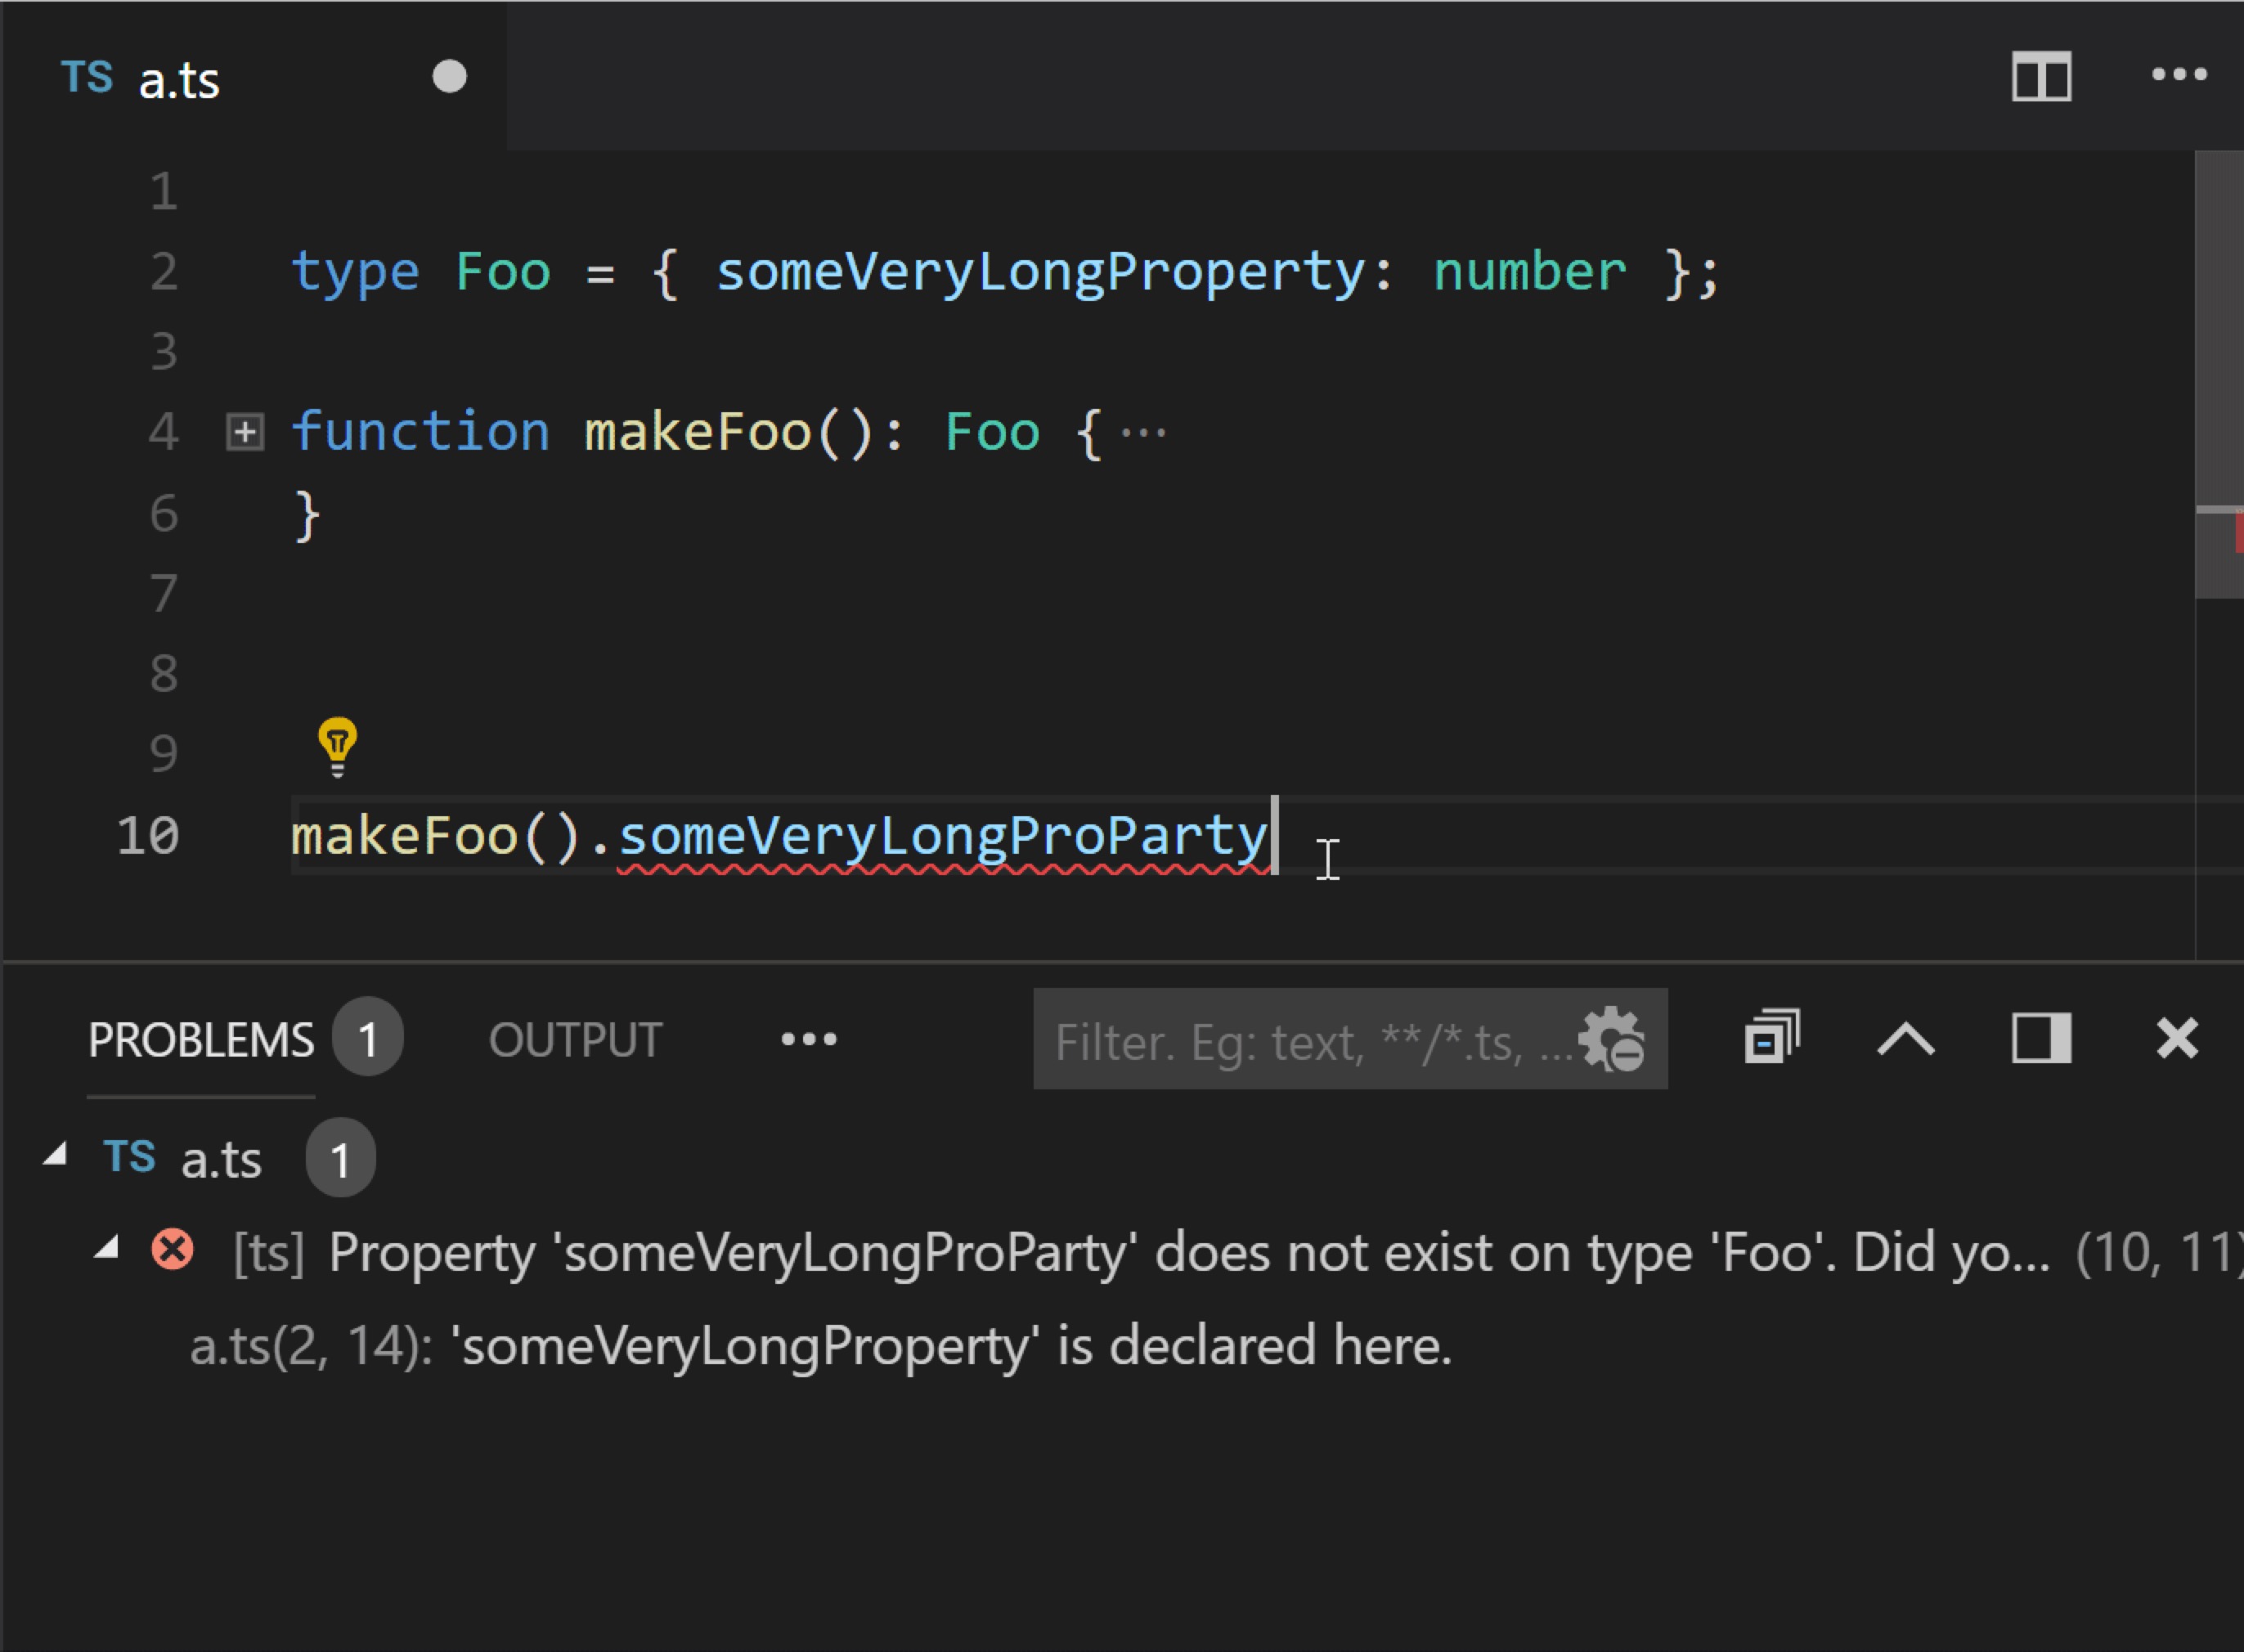 TS a.ts
1
2 type Foo = { someVeryLongProperty: number };
3
4 function makeFoo(): Foo { ···
6 }
7
8
9
10 makeFoo().someVeryLongProParty
PROBLEMS 1 OUTPUT ··· Filter. Eg: text, **/*.ts, ...
TS a.ts 1
[ts] Property 'someVeryLongProParty' does not exist on type 'Foo'. Did yo... (10, 11)
a.ts(2, 14): 'someVeryLongProperty' is declared here.